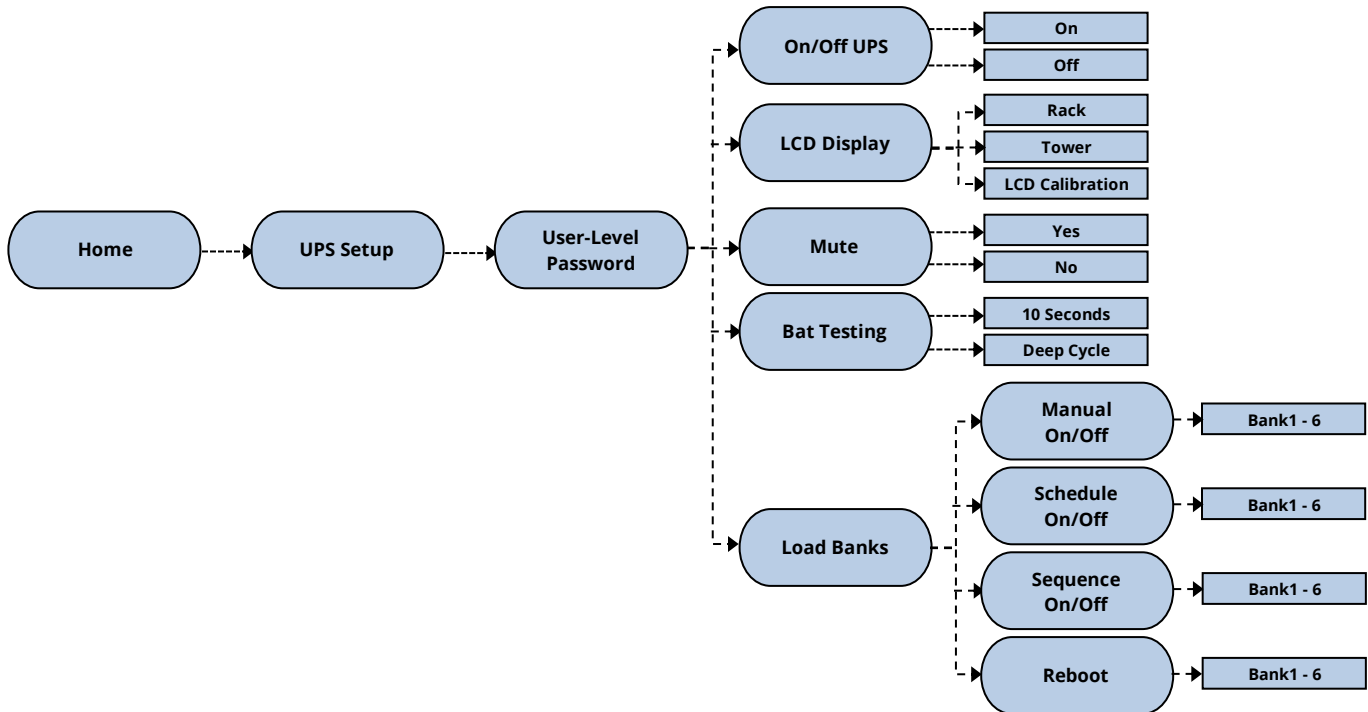 Home
UPS Setup
User-Level
Password
On/Off UPS
On
Off
LCD Display
Rack
Tower
LCD Calibration
Mute
Yes
No
Bat Testing
10 Seconds
Deep Cycle
Load Banks
Manual
On/Off
Bank1 - 6
Schedule
On/Off
Bank1 - 6
Sequence
On/Off
Bank1 - 6
Reboot
Bank1 - 6